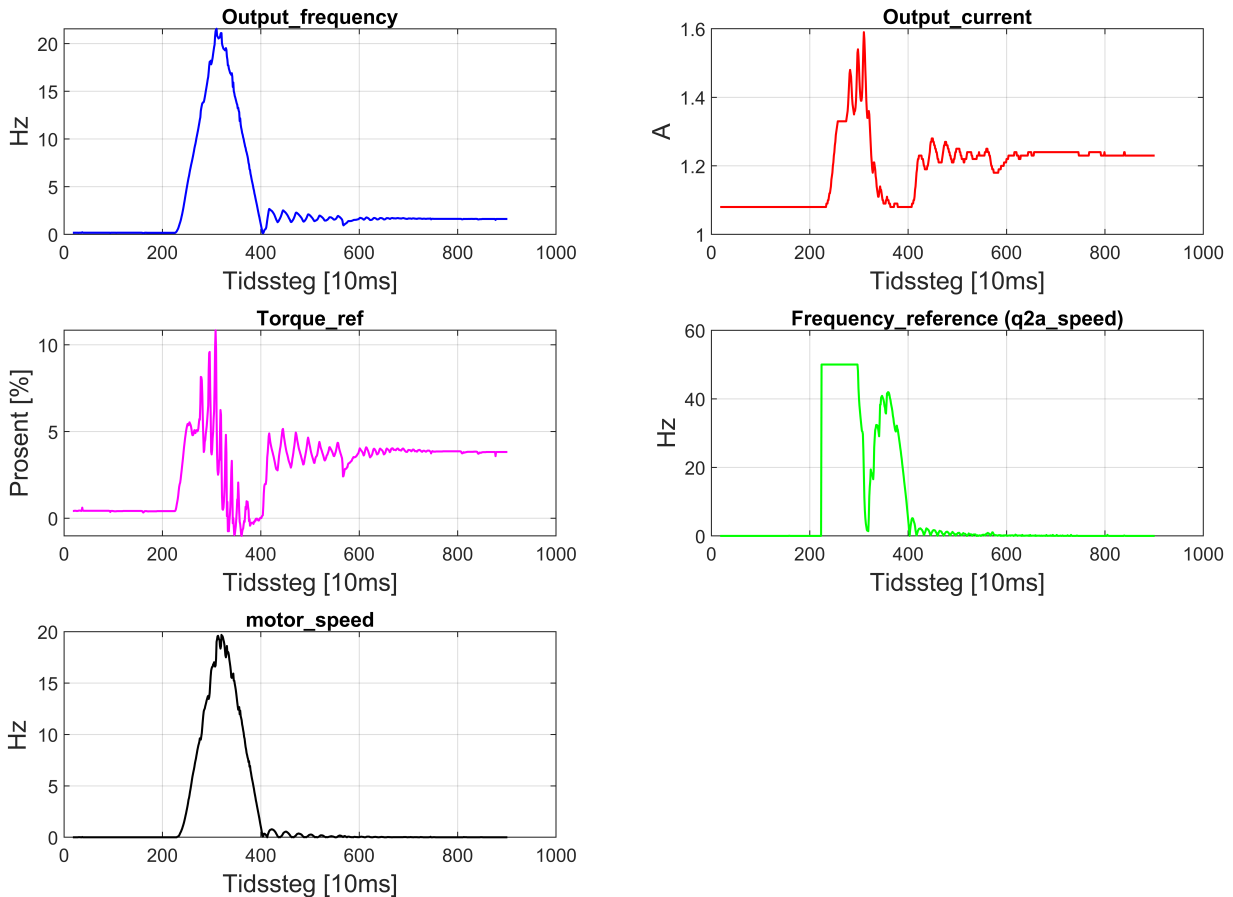 Output_frequency
20
15
10
5
0
Hz
0 200 400 600 800 1000
Tidssteg [10ms]
Output_current
1.6
1.4
1.2
1
A
0 200 400 600 800 1000
Tidssteg [10ms]
Torque_ref
10
5
0
Prosent [%]
0 200 400 600 800 1000
Tidssteg [10ms]
Frequency_reference (q2a_speed)
60
40
20
0
Hz
0 200 400 600 800 1000
Tidssteg [10ms]
motor_speed
20
15
10
5
0
Hz
0 200 400 600 800 1000
Tidssteg [10ms]